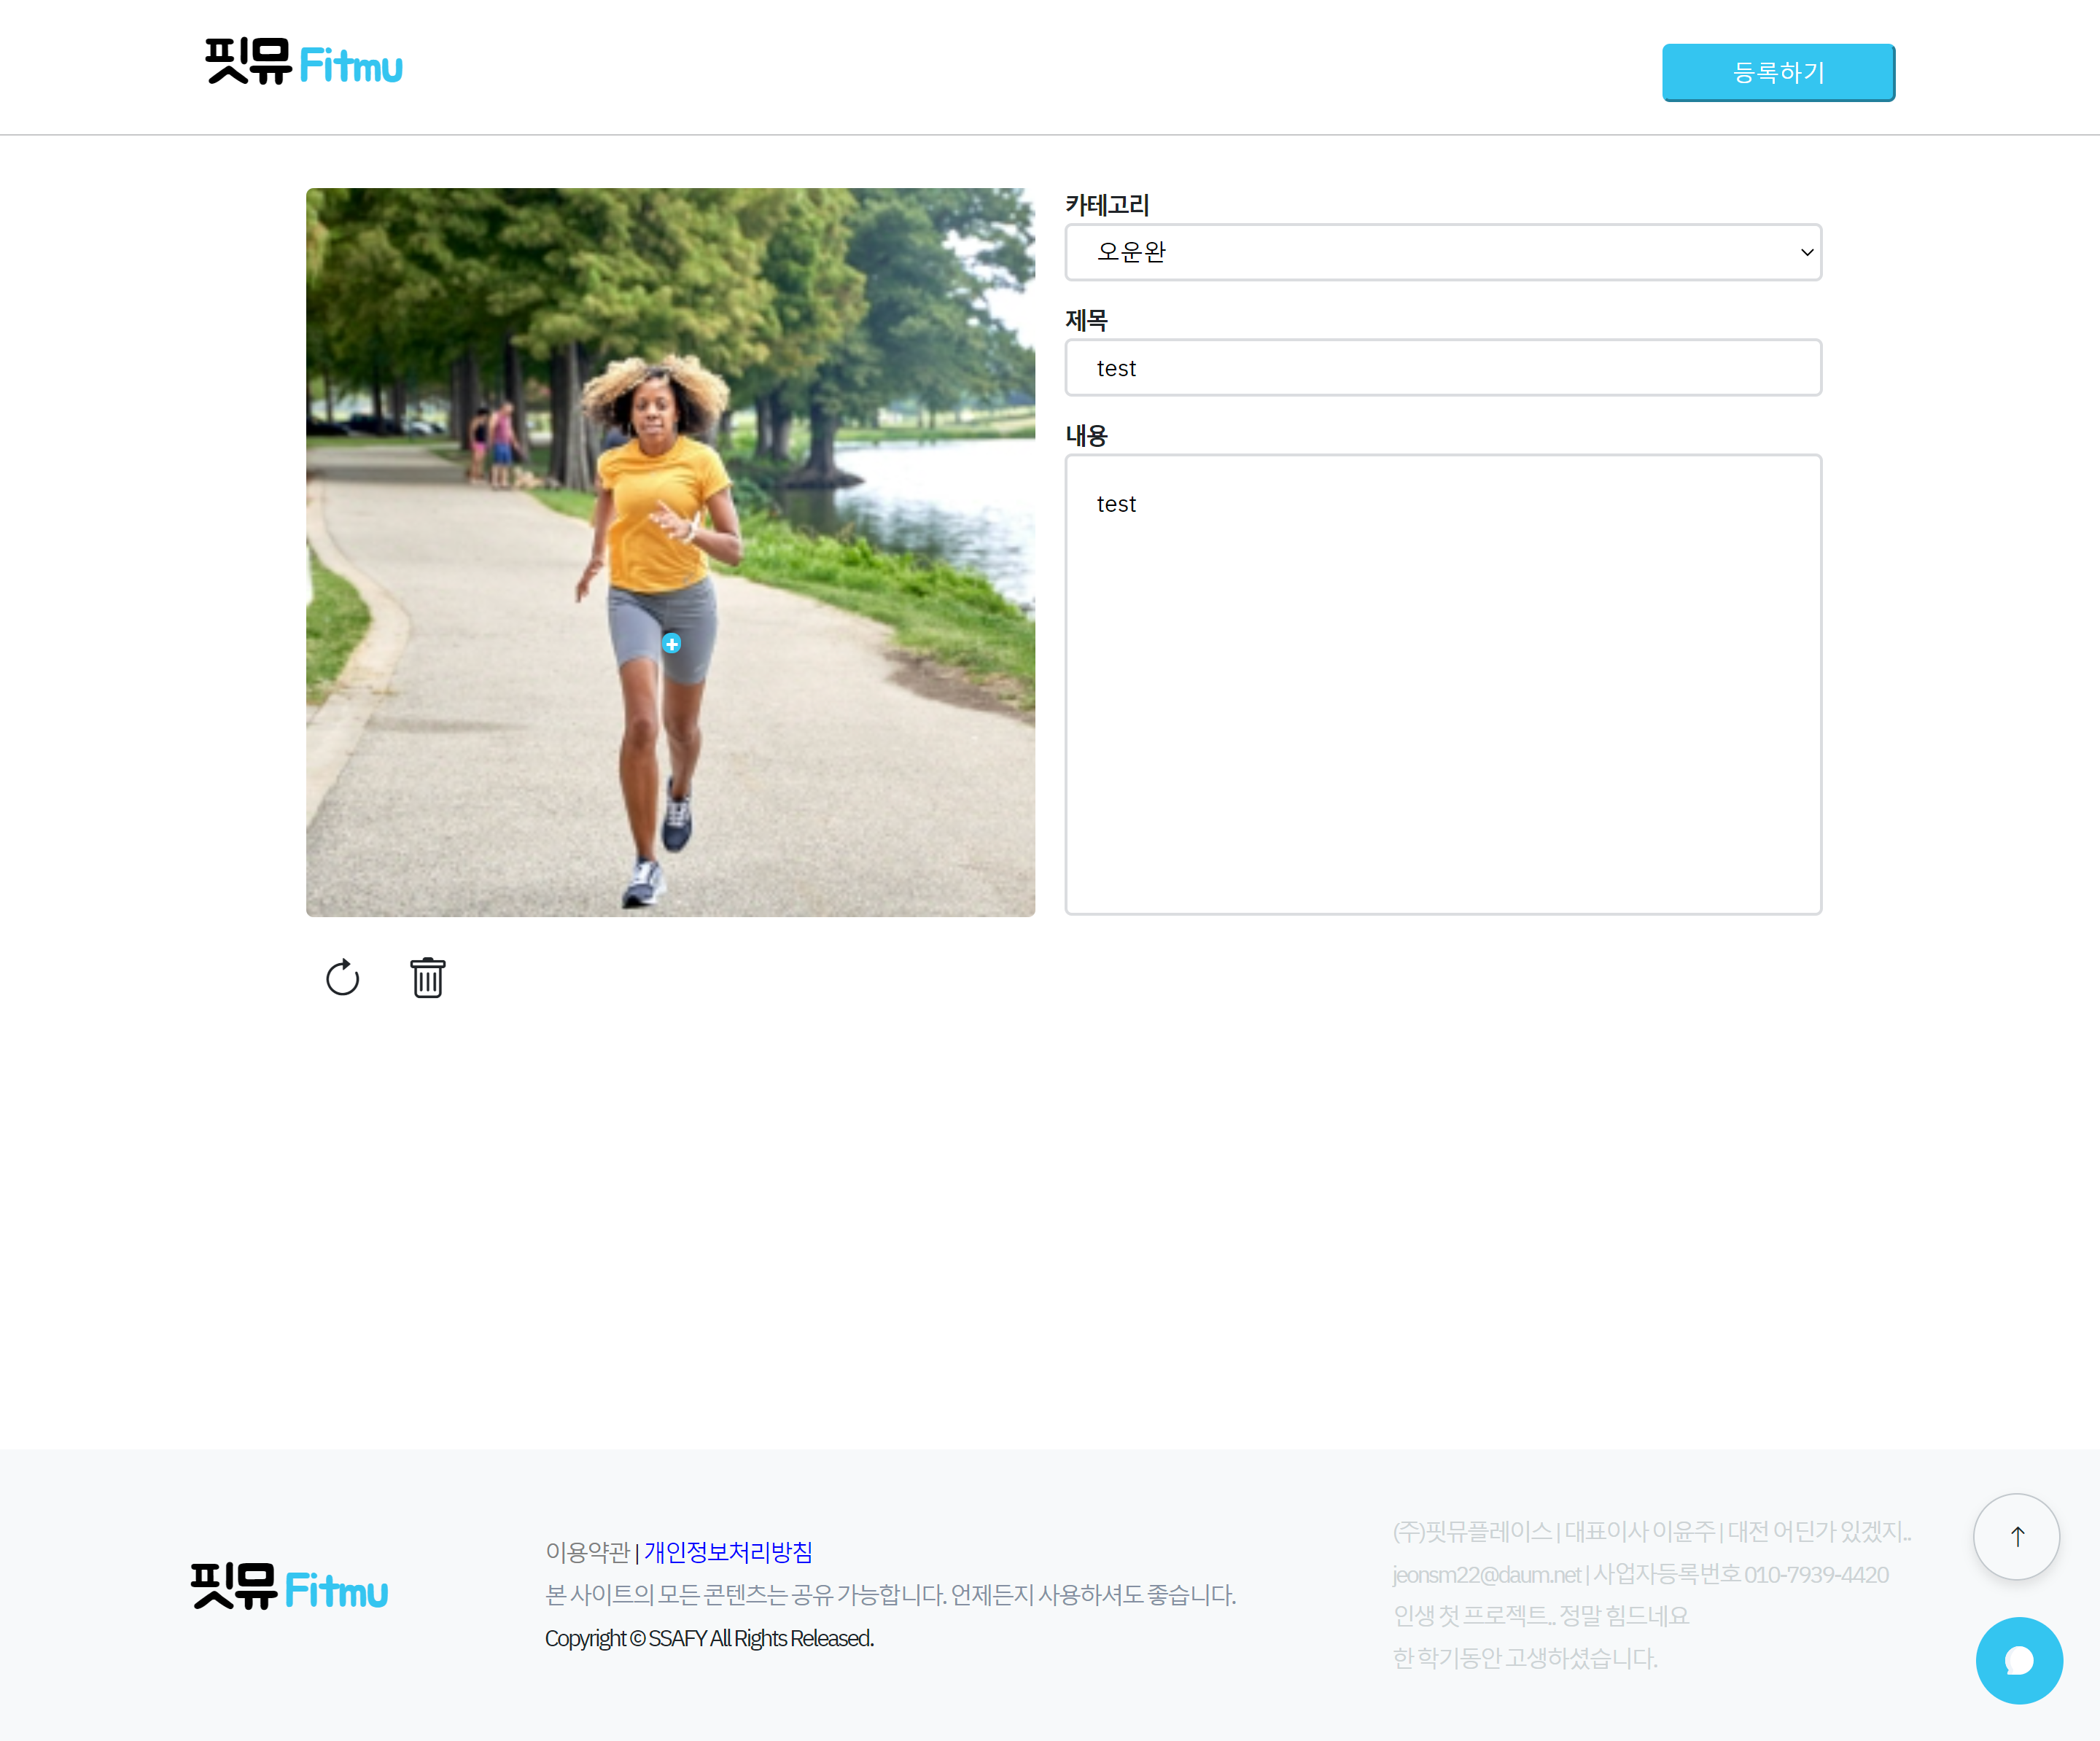 핏뮤 Fitmu
등록하기
카테고리
오운완
제목
test
내용
test
핏뮤 Fitmu
이용약관 | 개인정보처리방침
본 사이트의 모든 콘텐츠는 공유 가능합니다. 언제든지 사용하셔도 좋습니다.
Copyright © SSAFY All Rights Released.
(주)핏뮤플레이스 | 대표이사 이윤주 | 대전 어딘가 있겠지..
jeonsm22@daum.net | 사업자등록번호 010-7939-4420
인생 첫 프로젝트.. 정말 힘드네요
한 학기동안 고생하셨습니다.